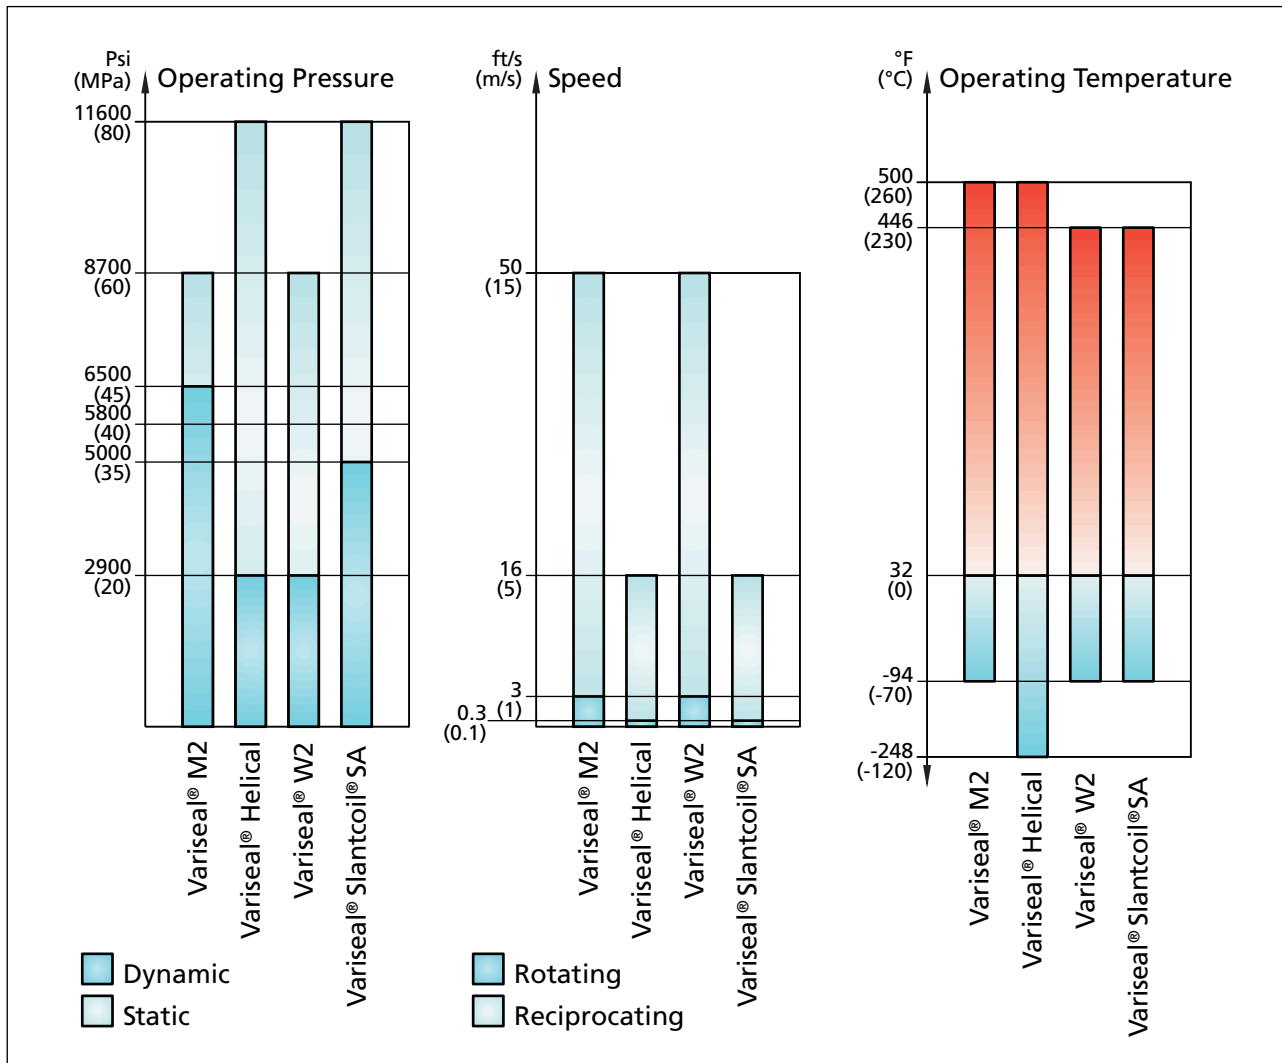 Psi
(MPa)
Operating Pressure
11600
(80)
8700
(60)
6500
(45)
5800
(40)
5000
(35)
2900
(20)
Variseal® M2
Variseal® Helical
Variseal® W2
Variseal® Slantcoil®SA
Dynamic
Static
ft/s
(m/s)
Speed
50
(15)
16
(5)
3
(1)
0.3
(0.1)
Variseal® M2
Variseal® Helical
Variseal® W2
Variseal® Slantcoil®SA
Rotating
Reciprocating
°F
(°C)
Operating Temperature
500
(260)
446
(230)
32
(0)
-94
(-70)
-248
(-120)
Variseal® M2
Variseal® Helical
Variseal® W2
Variseal® Slantcoil®SA